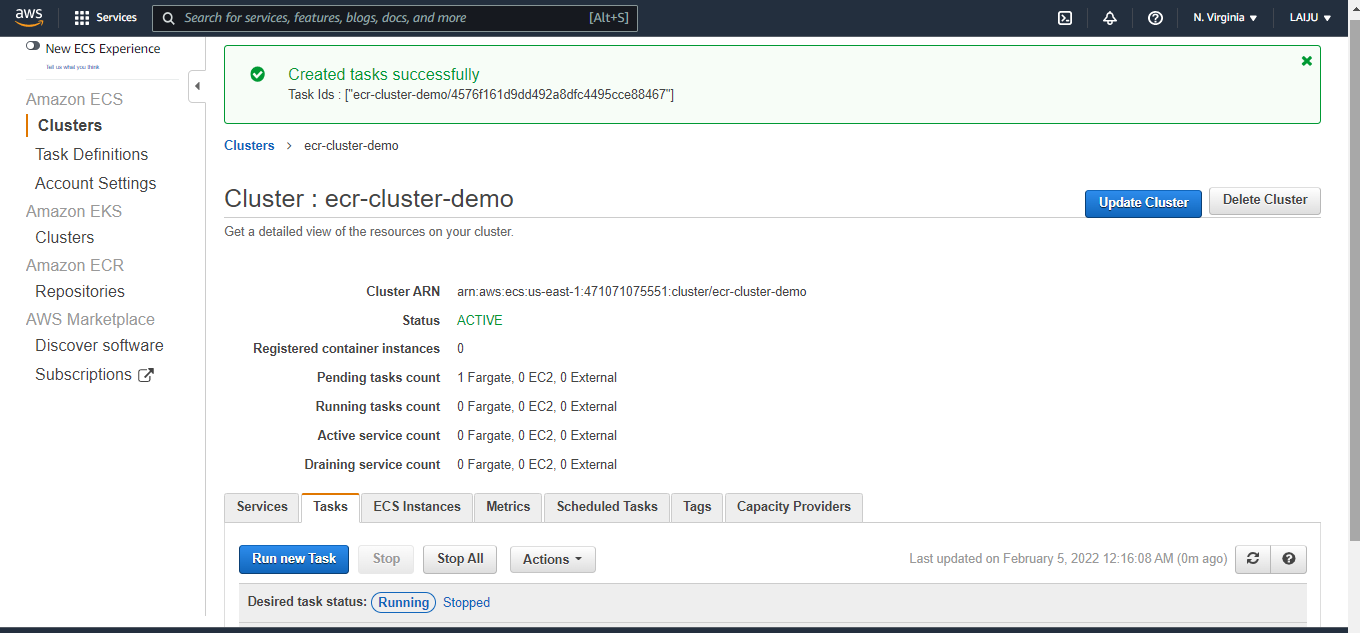 aws Services Search for services, features, blogs, docs, and more [Alt+S] N. Virginia LAIJU
New ECS Experience
Tell us what you think
Amazon ECS
Clusters
Task Definitions
Account Settings
Amazon EKS
Clusters
Amazon ECR
Repositories
AWS Marketplace
Discover software
Subscriptions
Created tasks successfully
Task Ids : ["ecr-cluster-demo/4576f161d9dd492a8dfc4495cce88467"]
Clusters > ecr-cluster-demo
Cluster : ecr-cluster-demo
Update Cluster Delete Cluster
Get a detailed view of the resources on your cluster.
Cluster ARN arn:aws:ecs:us-east-1:471071075551:cluster/ecr-cluster-demo
Status ACTIVE
Registered container instances 0
Pending tasks count 1 Fargate, 0 EC2, 0 External
Running tasks count 0 Fargate, 0 EC2, 0 External
Active service count 0 Fargate, 0 EC2, 0 External
Draining service count 0 Fargate, 0 EC2, 0 External
Services Tasks ECS Instances Metrics Scheduled Tasks Tags Capacity Providers
Run new Task Stop Stop All Actions Last updated on February 5, 2022 12:16:08 AM (0m ago)
Desired task status: Running Stopped